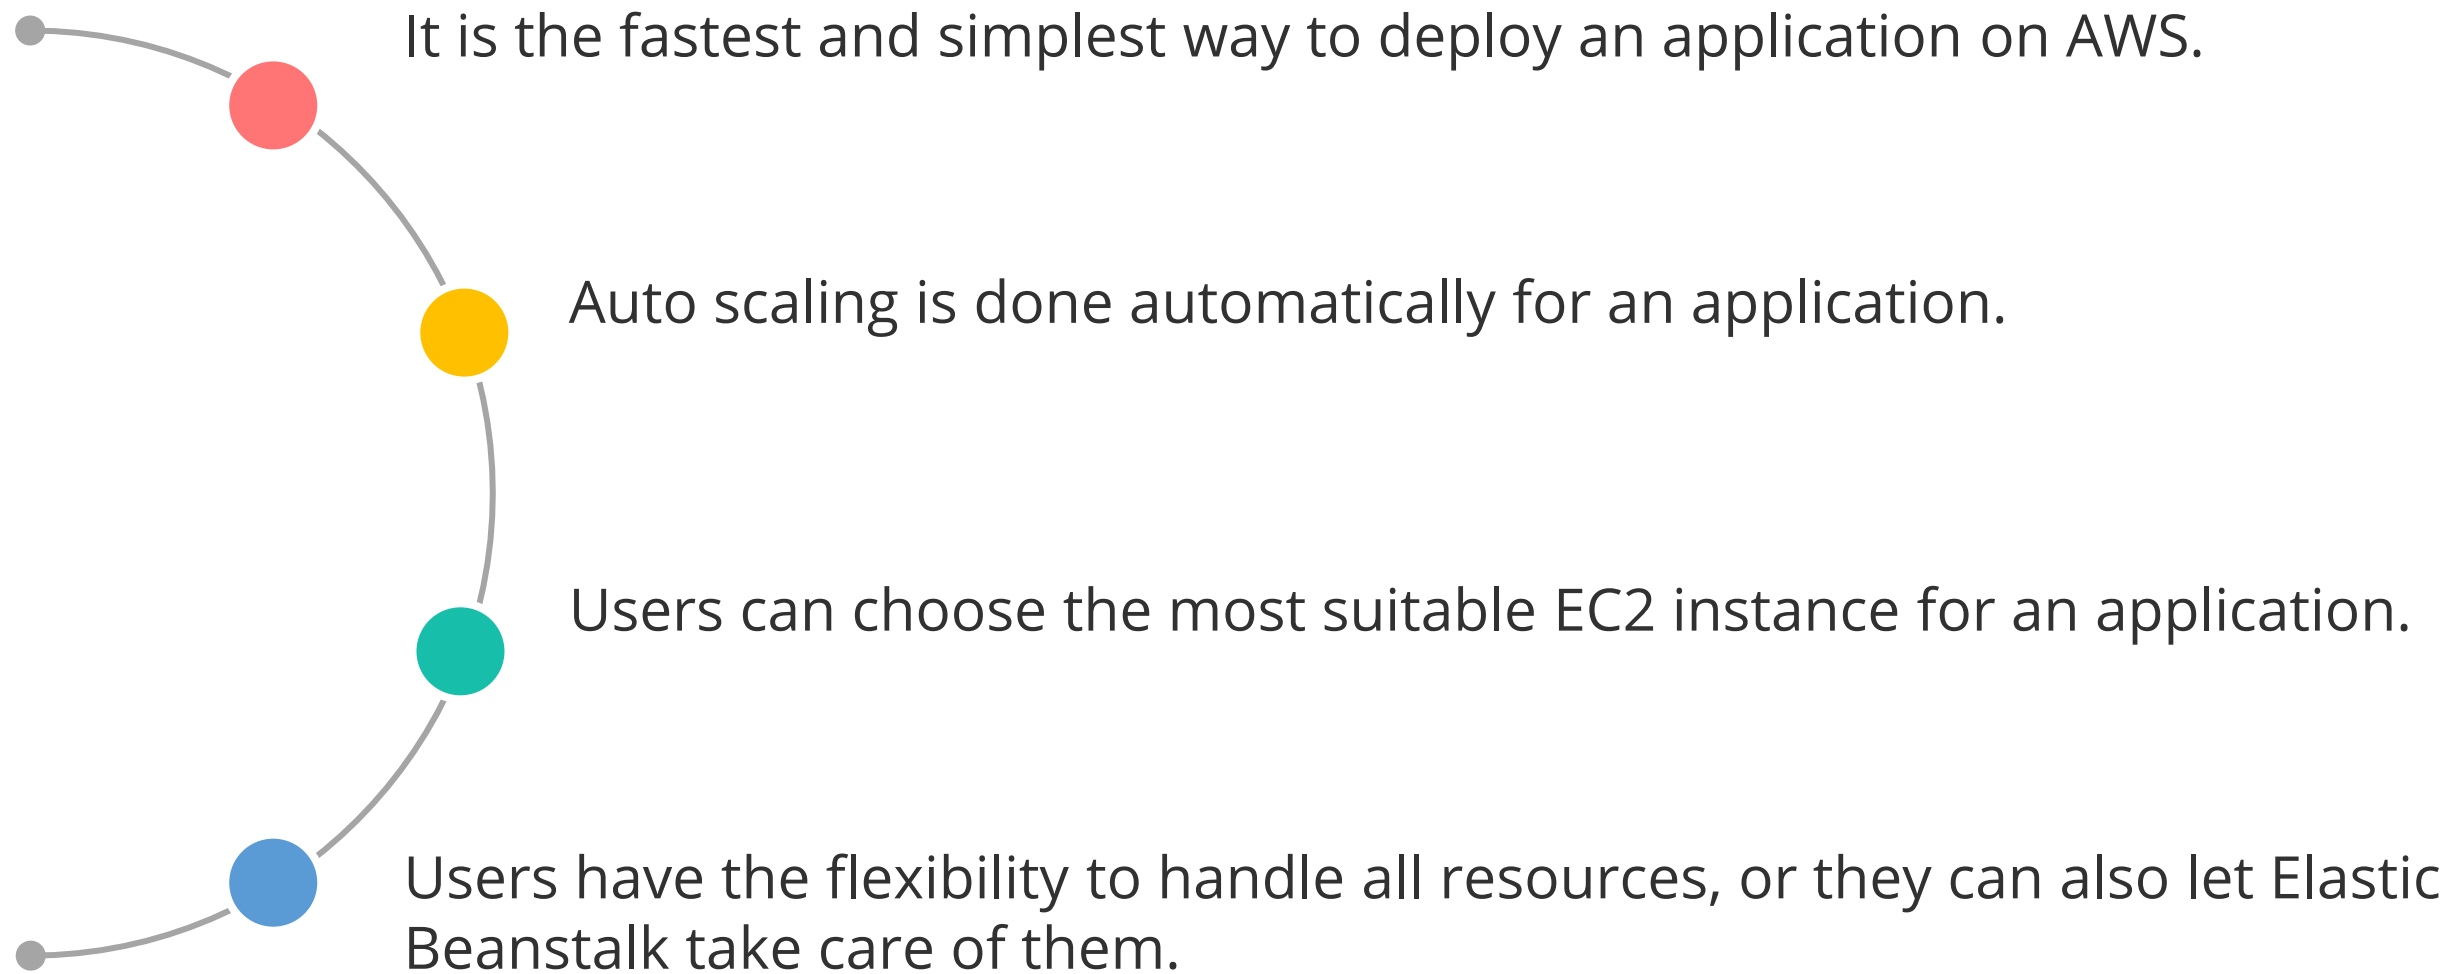 It is the fastest and simplest way to deploy an application on AWS.
Auto scaling is done automatically for an application.
Users can choose the most suitable EC2 instance for an application.
Users have the flexibility to handle all resources, or they can also let Elastic
Beanstalk take care of them.